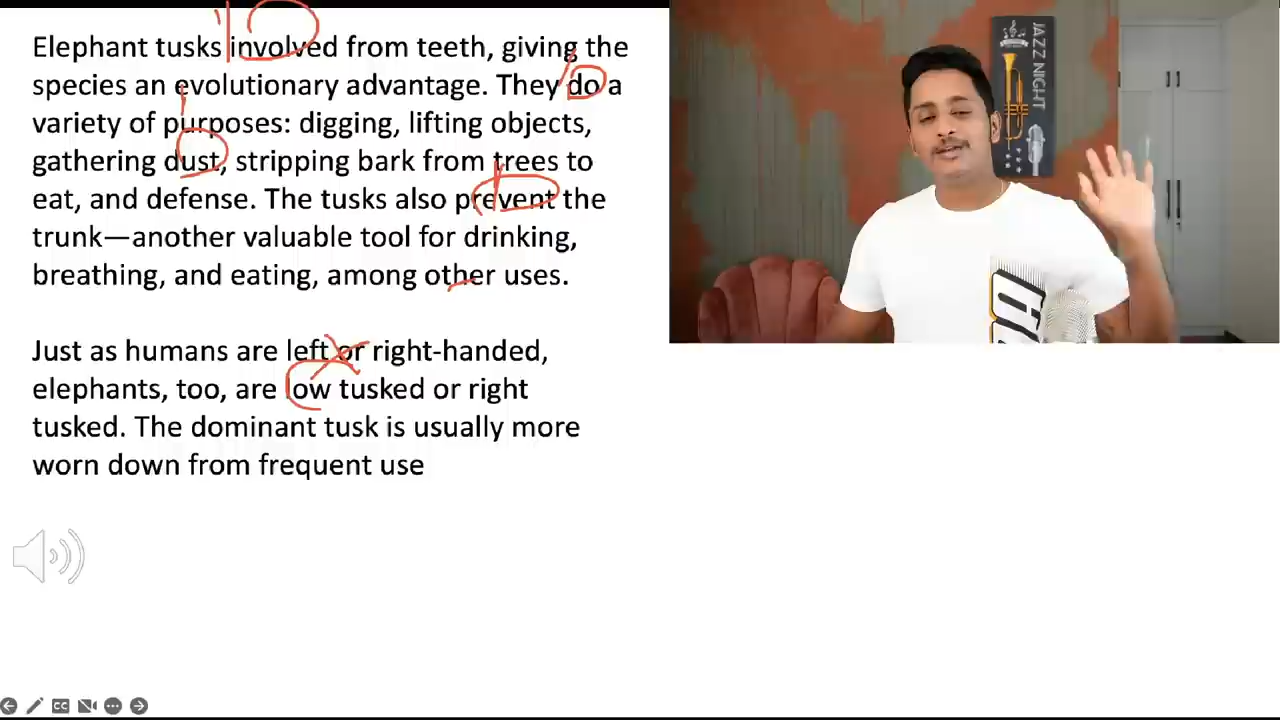 Elephant tusks involved from teeth, giving the
species an evolutionary advantage. They do a
variety of purposes: digging, lifting objects,
gathering dust, stripping bark from trees to
eat, and defense. The tusks also prevent the
trunk—another valuable tool for drinking,
breathing, and eating, among other uses.
Just as humans are left or right-handed,
elephants, too, are low tusked or right
tusked. The dominant tusk is usually more
worn down from frequent use
JAZZ NIGHT
CC